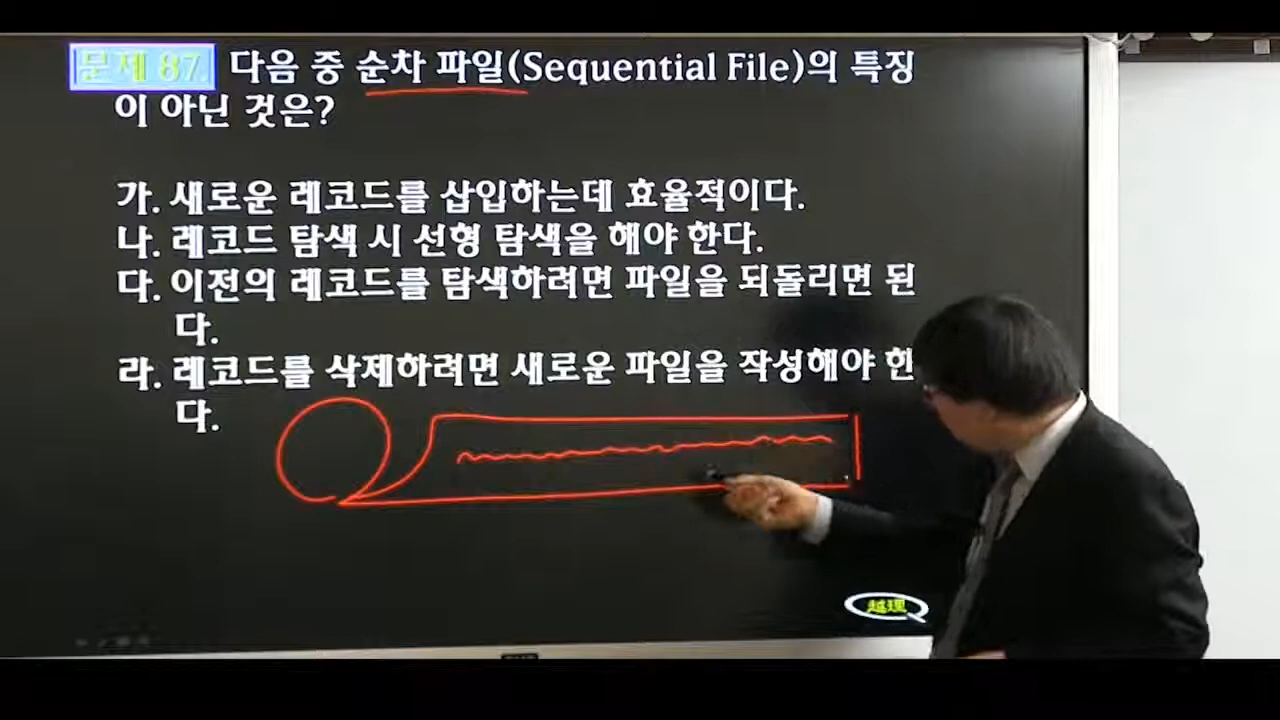 문제 87. 다음 중 순차 파일(Sequential File)의 특징
이 아닌 것은?
가. 새로운 레코드를 삽입하는데 효율적이다.
나. 레코드 탐색 시 선형 탐색을 해야 한다.
다. 이전의 레코드를 탐색하려면 파일을 되돌리면 된
다.
라. 레코드를 삭제하려면 새로운 파일을 작성해야 한
다.